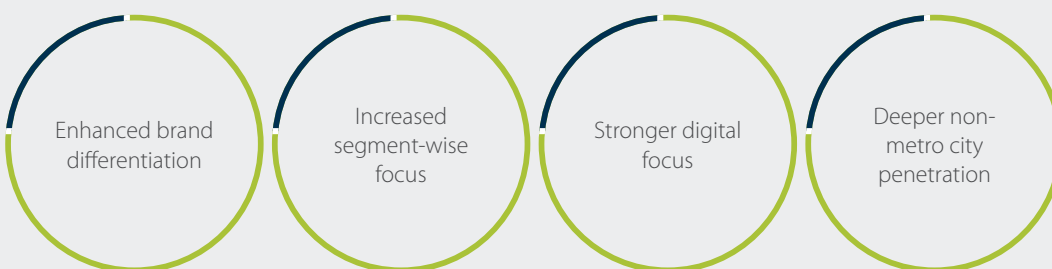 Enhanced brand
differentiation
Increased
segment-wise
focus
Stronger digital
focus
Deeper non-
metro city
penetration